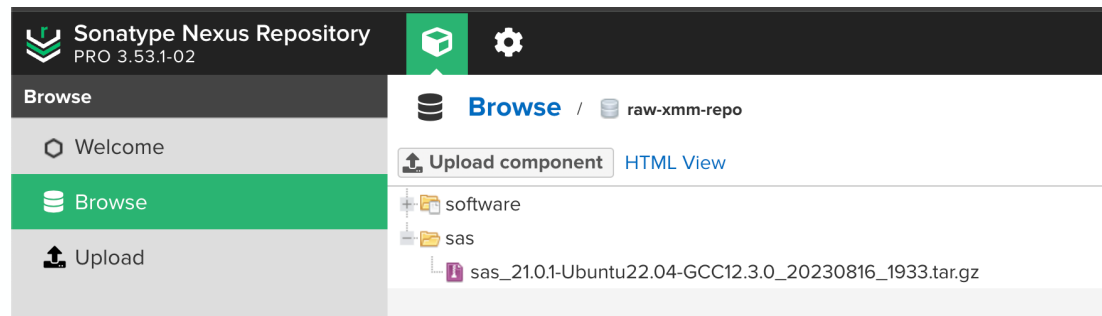 Sonatype Nexus Repository
PRO 3.53.1-02
Browse
Welcome
Browse
Upload
Browse / raw-xmm-repo
Upload component HTML View
software
sas
sas_21.0.1-Ubuntu22.04-GCC12.3.0_20230816_1933.tar.gz